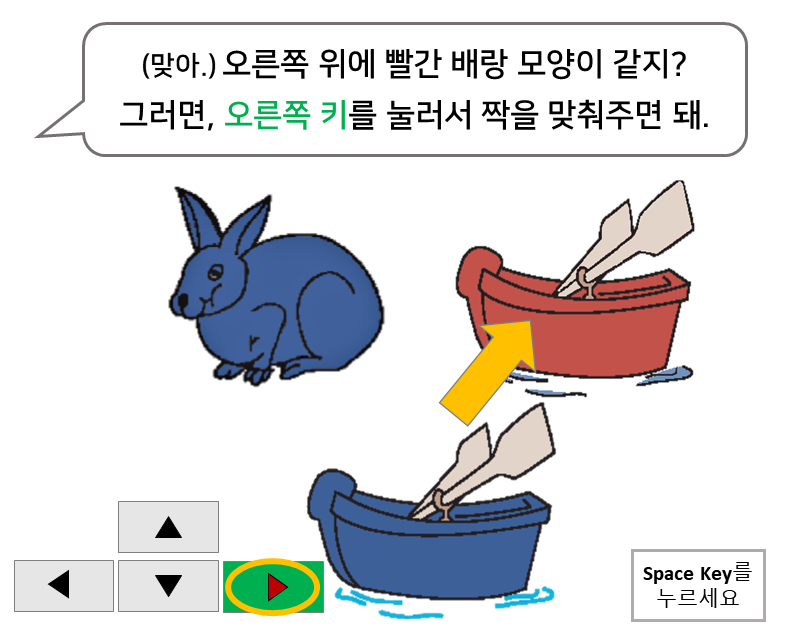 (맞아.) 오른쪽 위에 빨간 배랑 모양이 같지?
그러면, 오른쪽 키를 눌러서 짝을 맞춰주면 돼.
Space Key를
누르세요